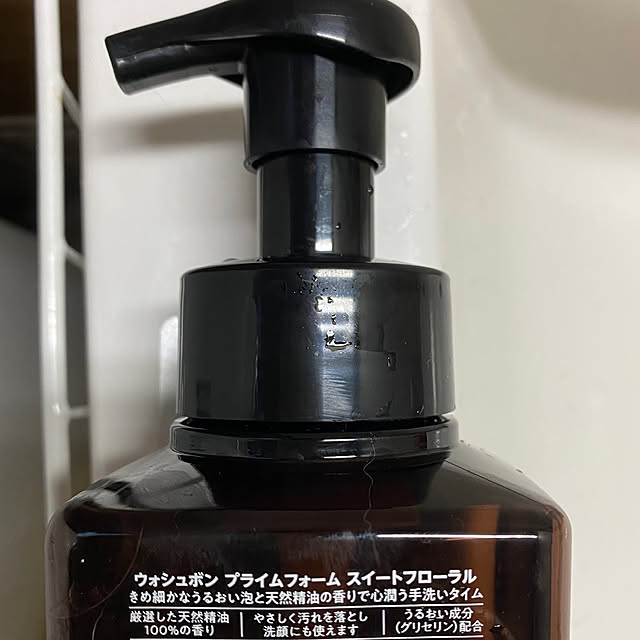 ウォシュボン プライムフォーム スイートフローラル
きめ細かなうるおい泡と天然精油の香りで心潤う手洗いタイム
厳選した天然精油
100%の香り
やさしく汚れを落とし
洗顔にも使えます
うるおい成分
(グリセリン)配合